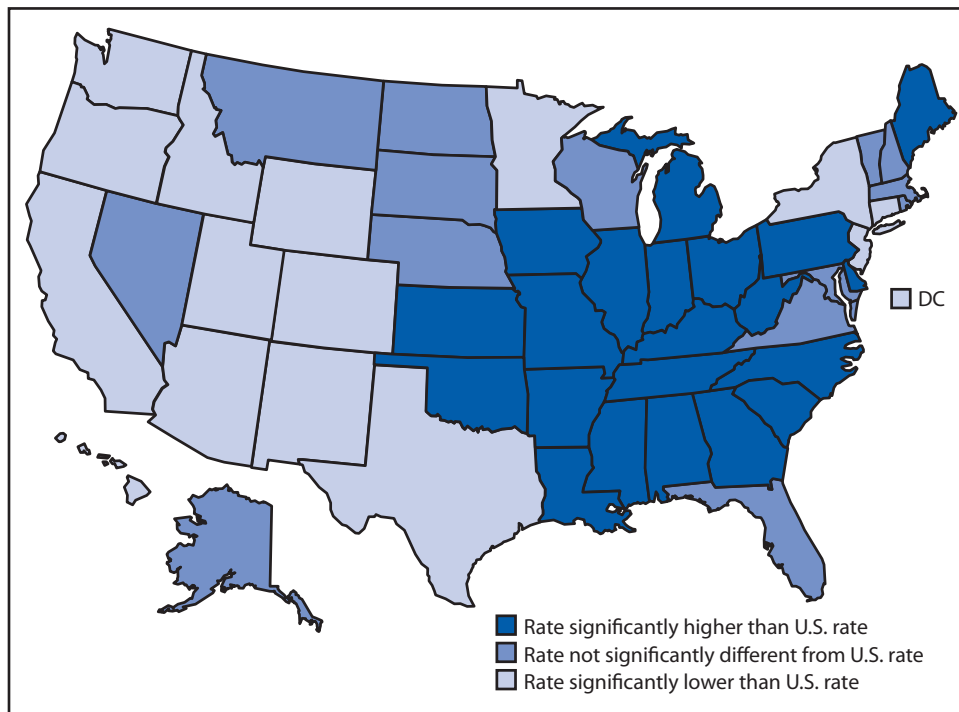 DC
Rate significantly higher than U.S. rate
Rate not significantly different from U.S. rate
Rate significantly lower than U.S. rate